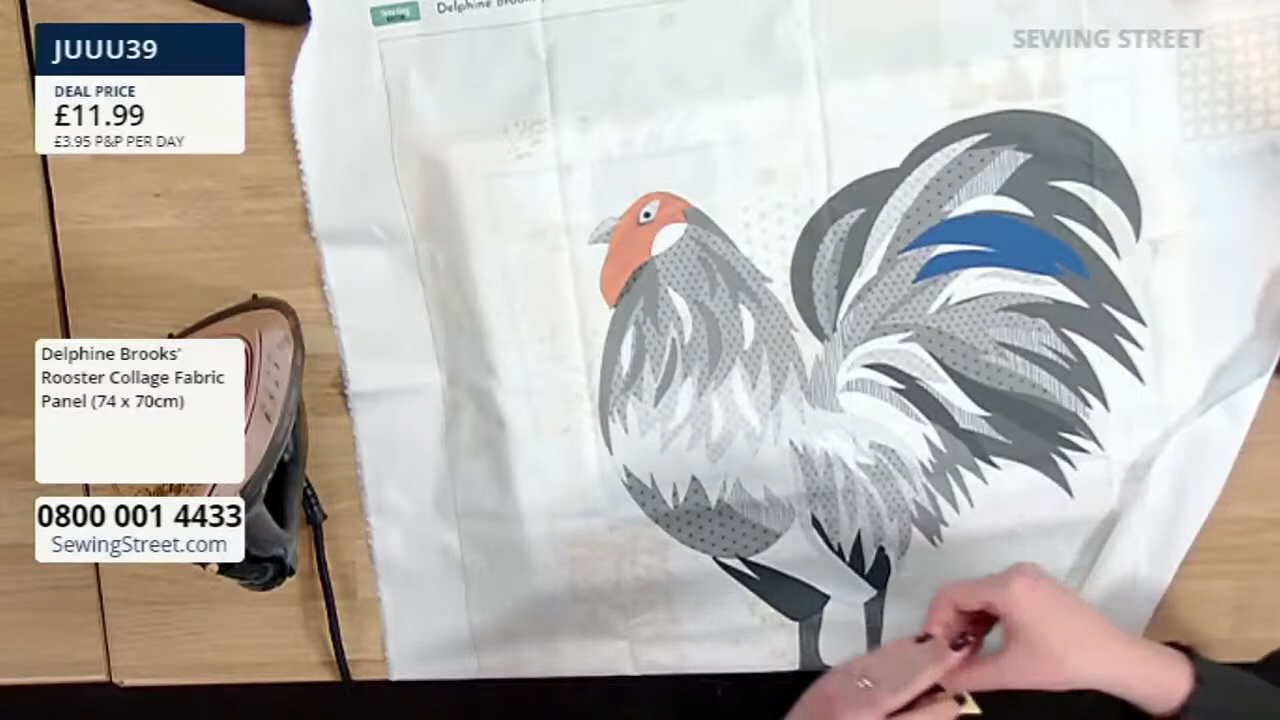 Delphine
SEWING STREET
JUUU39
DEAL PRICE
£11.99
£3.95 P&P PER DAY
Delphine Brooks'
Rooster Collage Fabric
Panel (74 x 70cm)
0800 001 4433
SewingStreet.com